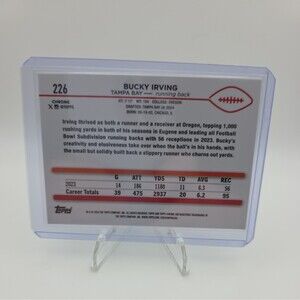 226
BUCKY IRVING
TAMPA BAY running back
CHROME
Irving thrived as both a runner and a receiver at Oregon, topping 1,000
rushing yards in both of his seasons in Eugene and leading all Football
Bowl Subdivision running backs with 56 receptions in 2023. Bucky's
creativity and elusiveness take over when the ball's in his hands, with
the small but solidly built back a slippery runner who churns out yards.
G ATT YDS TD AVG REC
2023 14 186 1180 11 6.3 56
Career Totals 39 475 2937 20 6.2 95
Topps